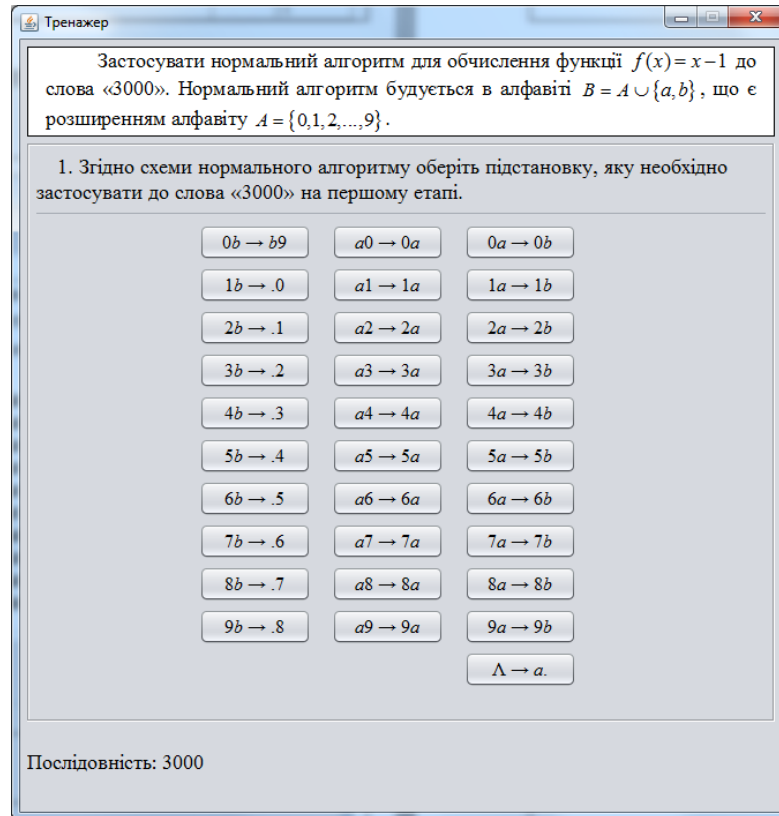 Тренажер
Застосувати нормальний алгоритм для обчислення функції f(x) = x−1 до
слова «3000». Нормальний алгоритм будується в алфавіті B = A ∪ {a, b}, що є
розширенням алфавіту A = {0,1,2,...,9}.
1. Згідно схеми нормального алгоритму оберіть підстановку, яку необхідно
застосувати до слова «3000» на першому етапі.
0b → b9 a0 → 0a 0a → 0b
1b → .0 a1 → 1a 1a → 1b
2b → .1 a2 → 2a 2a → 2b
3b → .2 a3 → 3a 3a → 3b
4b → .3 a4 → 4a 4a → 4b
5b → .4 a5 → 5a 5a → 5b
6b → .5 a6 → 6a 6a → 6b
7b → .6 a7 → 7a 7a → 7b
8b → .7 a8 → 8a 8a → 8b
9b → .8 a9 → 9a 9a → 9b
Λ → a.
Послідовність: 3000